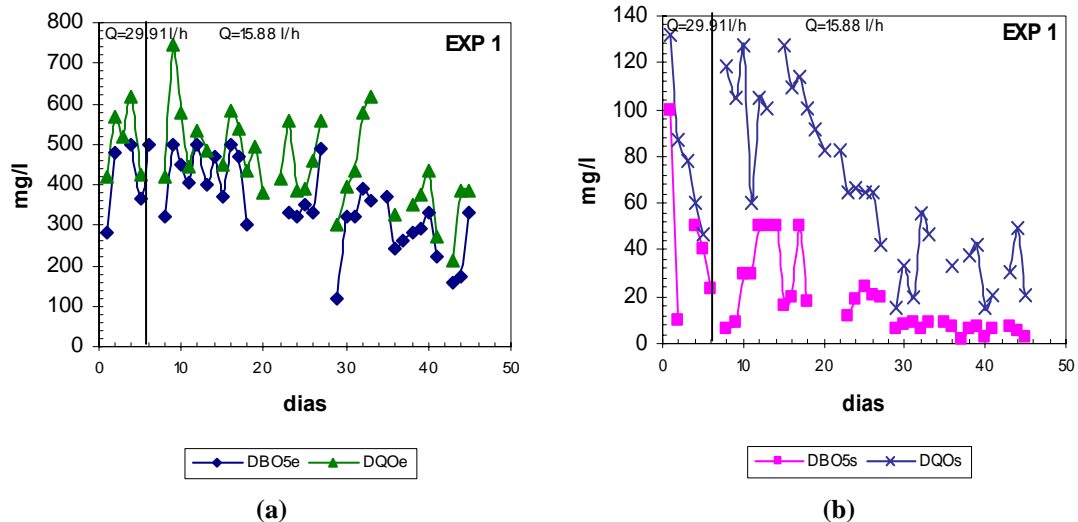 Q=29.91 l/h Q=15.88 l/h
EXP 1
800
700
600
500
400
300
200
100
0
mg/l
0 10 20 30 40 50
dias
DBO5e DQOe
(a)
Q=29.91 l/h Q=15.88 l/h
EXP 1
140
120
100
80
60
40
20
0
mg/l
0 10 20 30 40 50
dias
DBO5s DQOs
(b)